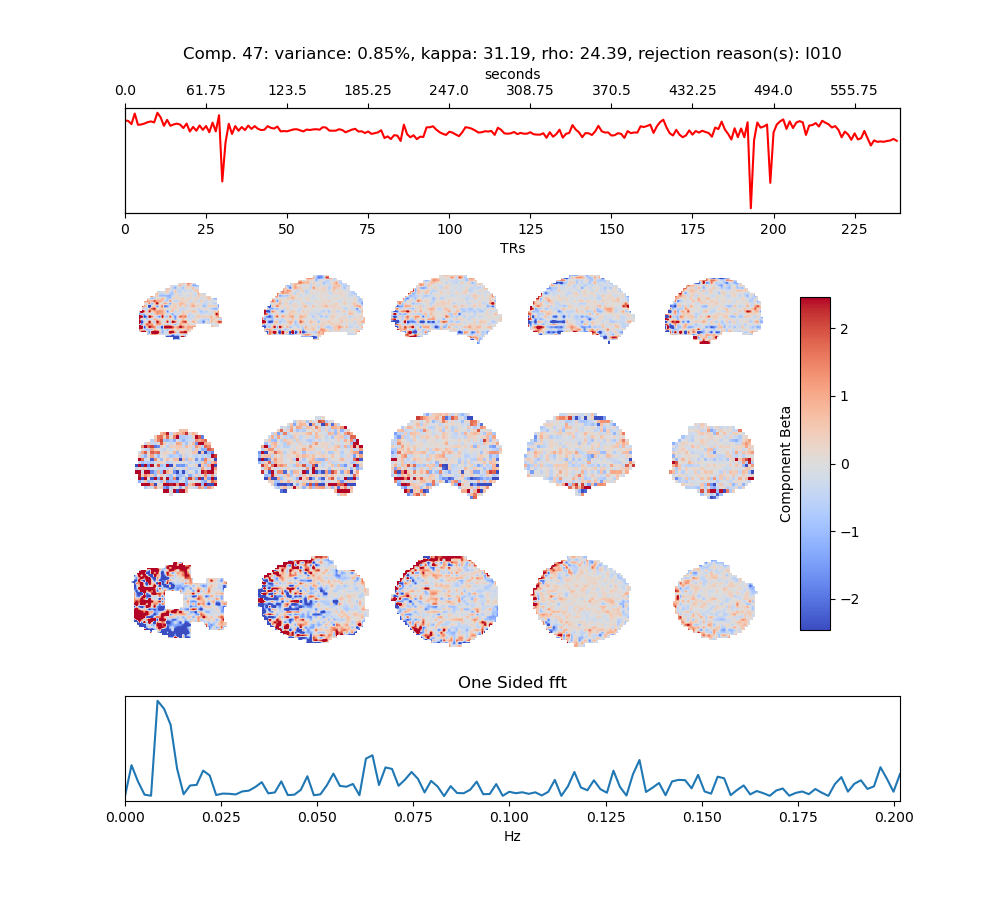 Comp. 47: variance: 0.85%, kappa: 31.19, rho: 24.39, rejection reason(s): I010
seconds
0.0 61.75 123.5 185.25 247.0 308.75 370.5 432.25 494.0 555.75
0 25 50 75 100 125 150 175 200 225
TRs
2
1
0
−1
−2
Component Beta
One Sided fft
0.000 0.025 0.050 0.075 0.100 0.125 0.150 0.175 0.200
Hz